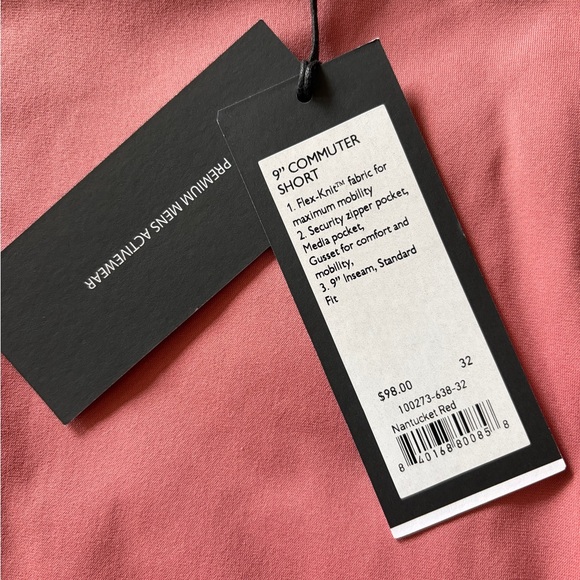 PREMIUM MENS ACTIVEWEAR
9" COMMUTER
SHORT
1. Flex-Knit™ fabric for
maximum mobility
2. Security zipper pocket,
Media pocket,
Gusset for comfort and
mobility,
3. 9" Inseam, Standard
Fit
$98.00 32
100273-638-32
Nantucket Red
8 40168 80085 8